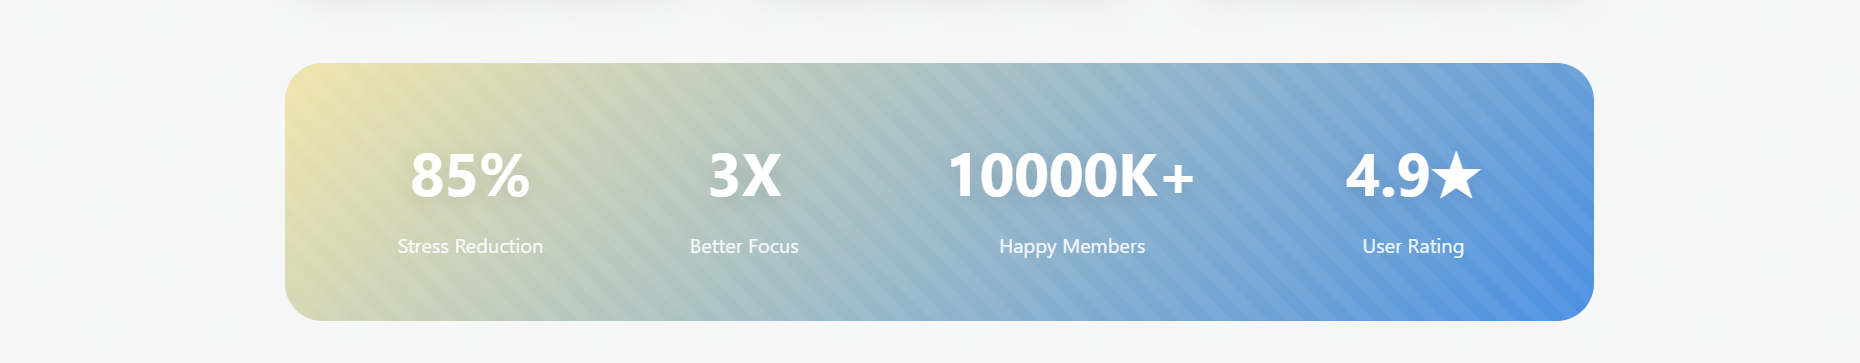 85% 3X 10000K+ 4.9★
Stress Reduction Better Focus Happy Members User Rating